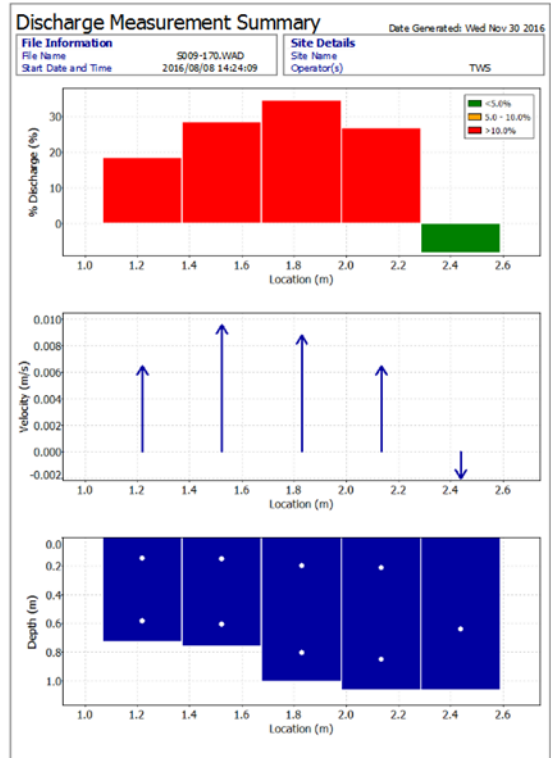 Discharge Measurement Summary
Date Generated: Wed Nov 30 2016
File Information
File Name S009-170.WAD
Start Date and Time 2016/08/08 14:24:09
Site Details
Site Name
Operator(s) TWS
% Discharge (%)
30
20
10
0
<5.0%
5.0 - 10.0%
>10.0%
1.0 1.2 1.4 1.6 1.8 2.0 2.2 2.4 2.6
Location (m)
Velocity (m/s)
0.010
0.008
0.006
0.004
0.002
0.000
-0.002
1.0 1.2 1.4 1.6 1.8 2.0 2.2 2.4 2.6
Location (m)
Depth (m)
0.0
0.2
0.4
0.6
0.8
1.0
1.0 1.2 1.4 1.6 1.8 2.0 2.2 2.4 2.6
Location (m)